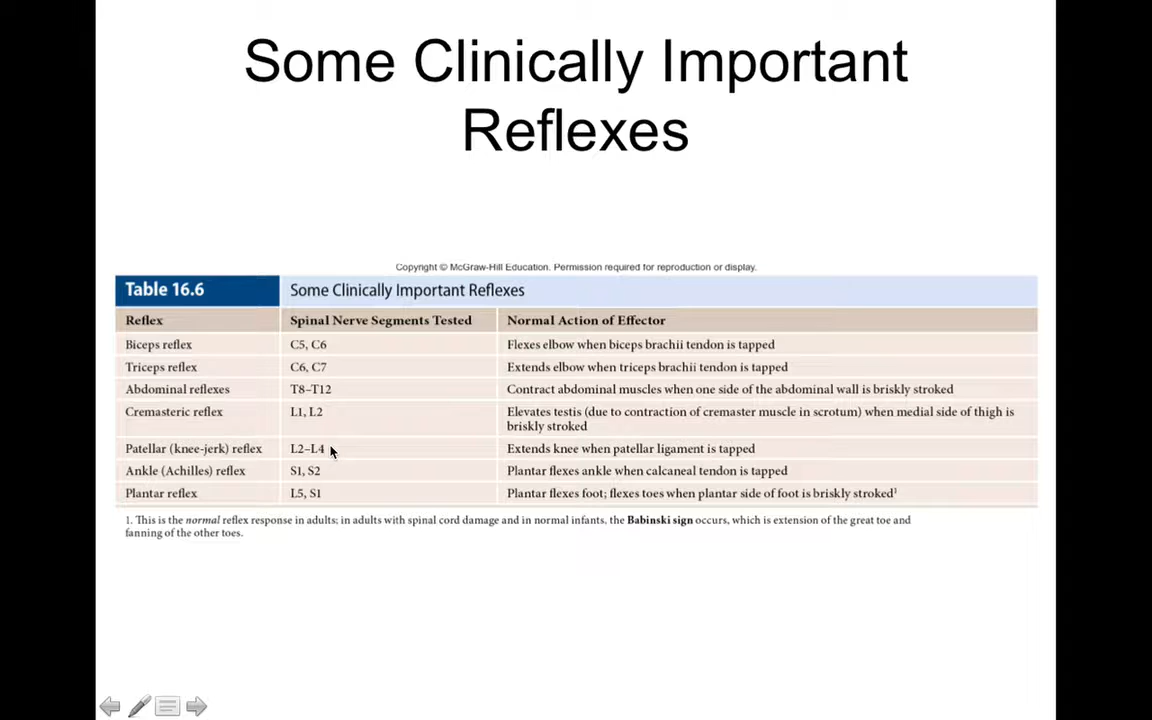 Some Clinically Important
Reflexes
Copyright © McGraw-Hill Education. Permission required for reproduction or display.
Table 16.6 Some Clinically Important Reflexes
Reflex Spinal Nerve Segments Tested Normal Action of Effector
Biceps reflex C5, C6 Flexes elbow when biceps brachii tendon is tapped
Triceps reflex C6, C7 Extends elbow when triceps brachii tendon is tapped
Abdominal reflexes T8–T12 Contract abdominal muscles when one side of the abdominal wall is briskly stroked
Cremasteric reflex L1, L2 Elevates testis (due to contraction of cremaster muscle in scrotum) when medial side of thigh is
briskly stroked
Patellar (knee-jerk) reflex L2–L4 Extends knee when patellar ligament is tapped
Ankle (Achilles) reflex S1, S2 Plantar flexes ankle when calcaneal tendon is tapped
Plantar reflex L5, S1 Plantar flexes foot; flexes toes when plantar side of foot is briskly stroked¹
1. This is the normal reflex response in adults; in adults with spinal cord damage and in normal infants, the Babinski sign occurs, which is extension of the great toe and
fanning of the other toes.